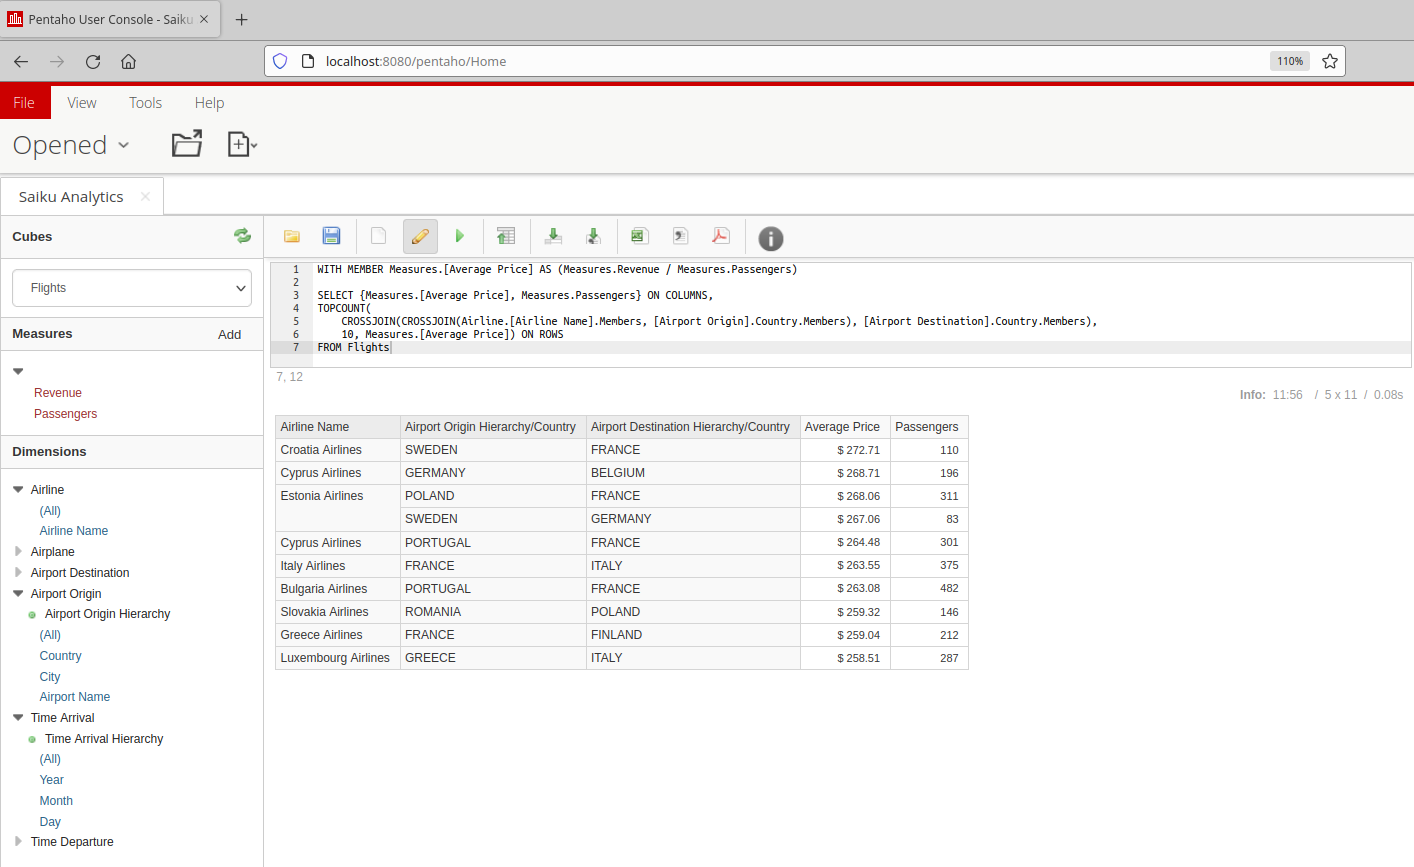 Pentaho User Console - Saiku
localhost:8080/pentaho/Home
110%
File View Tools Help
Opened
Saiku Analytics
Cubes
Flights
Measures Add
Revenue
Passengers
Dimensions
Airline
(All)
Airline Name
Airplane
Airport Destination
Airport Origin
Airport Origin Hierarchy
(All)
Country
City
Airport Name
Time Arrival
Time Arrival Hierarchy
(All)
Year
Month
Day
Time Departure
1 WITH MEMBER Measures.[Average Price] AS (Measures.Revenue / Measures.Passengers)
2
3 SELECT {Measures.[Average Price], Measures.Passengers} ON COLUMNS,
4 TOPCOUNT(
5 CROSSJOIN(CROSSJOIN(Airline.[Airline Name].Members, [Airport Origin].Country.Members), [Airport Destination].Country.Members),
6 10, Measures.[Average Price]) ON ROWS
7 FROM Flights
7, 12
Info: 11:56 / 5 x 11 / 0.08s
Airline Name Airport Origin Hierarchy/Country Airport Destination Hierarchy/Country Average Price Passengers
Croatia Airlines SWEDEN FRANCE $ 272.71 110
Cyprus Airlines GERMANY BELGIUM $ 268.71 196
Estonia Airlines POLAND FRANCE $ 268.06 311
SWEDEN GERMANY $ 267.06 83
Cyprus Airlines PORTUGAL FRANCE $ 264.48 301
Italy Airlines FRANCE ITALY $ 263.55 375
Bulgaria Airlines PORTUGAL FRANCE $ 263.08 482
Slovakia Airlines ROMANIA POLAND $ 259.32 146
Greece Airlines FRANCE FINLAND $ 259.04 212
Luxembourg Airlines GREECE ITALY $ 258.51 287